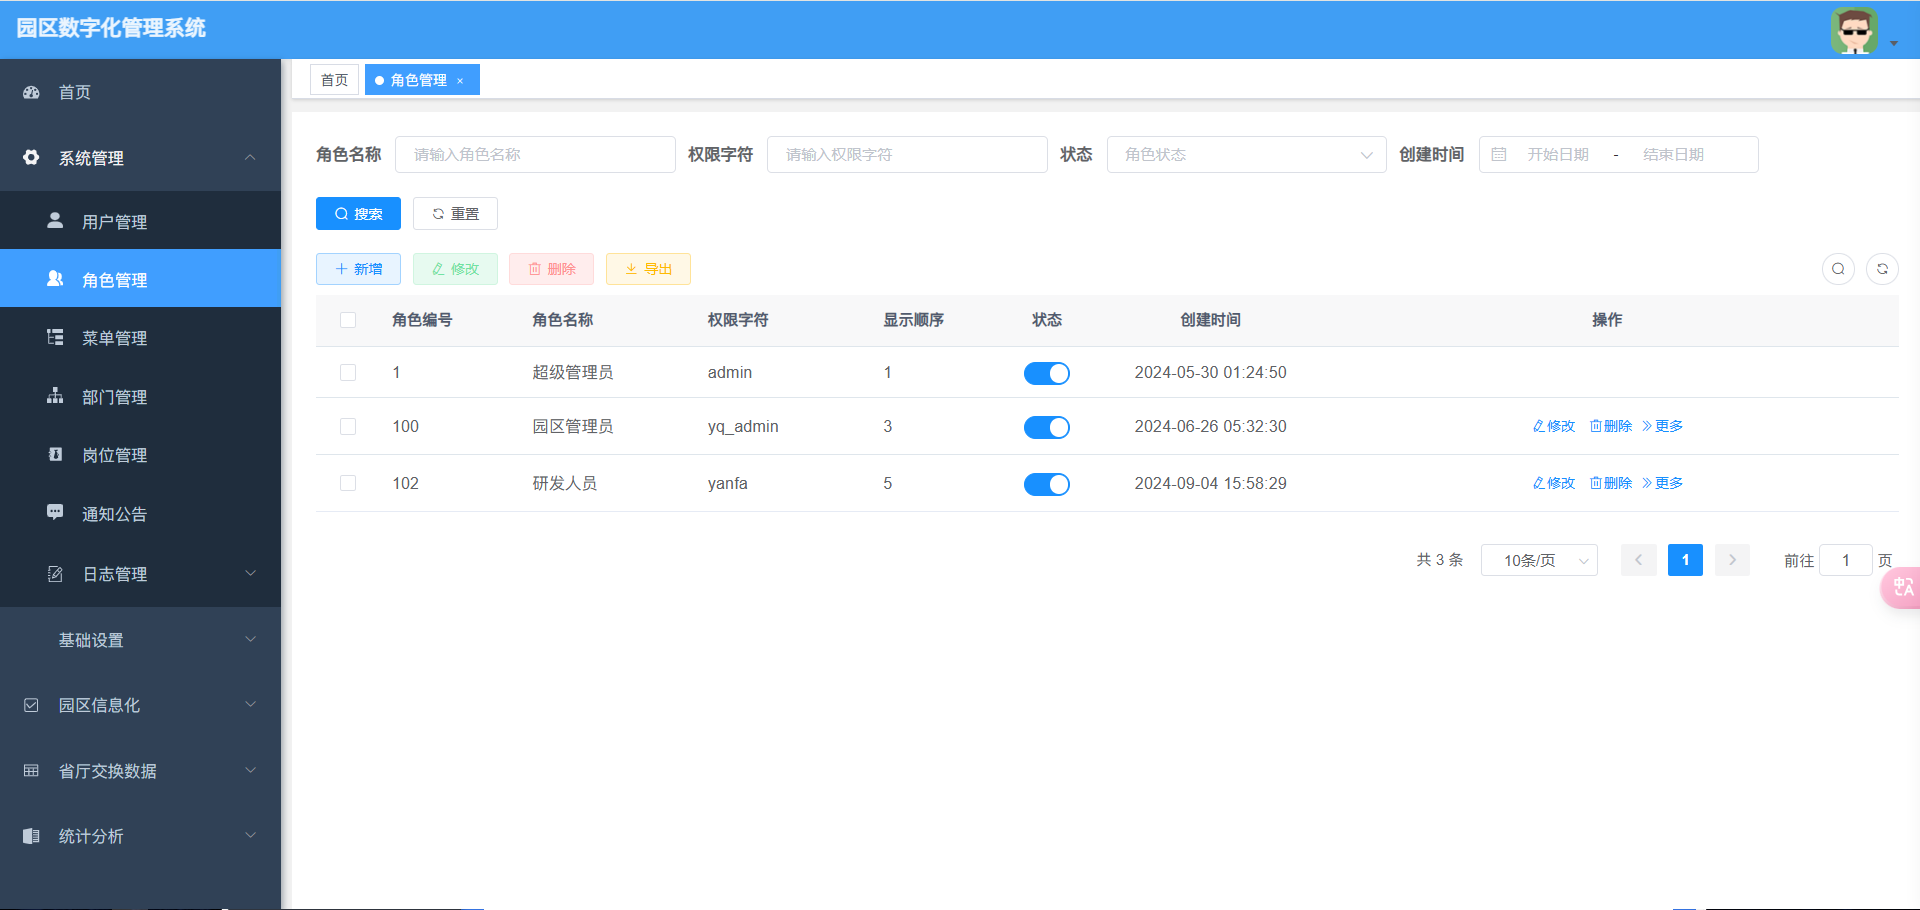 园区数字化管理系统
首页
系统管理
用户管理
角色管理
菜单管理
部门管理
岗位管理
通知公告
日志管理
基础设置
园区信息化
省厅交换数据
统计分析
首页 角色管理 ×
角色名称 请输入角色名称 权限字符 请输入权限字符 状态 角色状态 创建时间 开始日期 - 结束日期
搜索 重置
新增 修改 删除 导出
角色编号 角色名称 权限字符 显示顺序 状态 创建时间 操作
1 超级管理员 admin 1 2024-05-30 01:24:50
100 园区管理员 yq_admin 3 2024-06-26 05:32:30 修改 删除 更多
102 研发人员 yanfa 5 2024-09-04 15:58:29 修改 删除 更多
共 3 条 10条/页 1 前往 1 页
中A